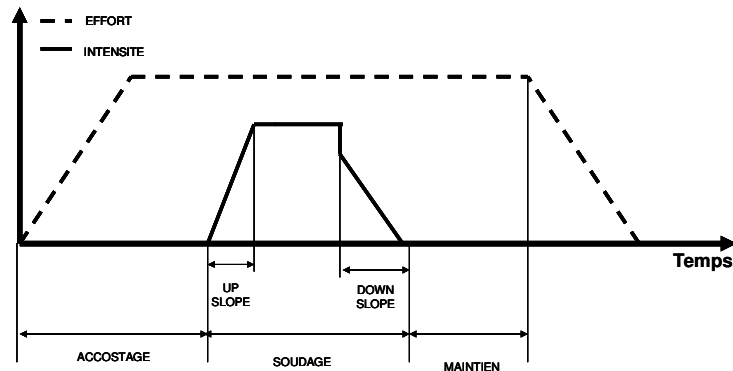 EFFORT
INTENSITE
Temps
UP
SLOPE
DOWN
SLOPE
ACCOSTAGE
SOUDAGE
MAINTIEN